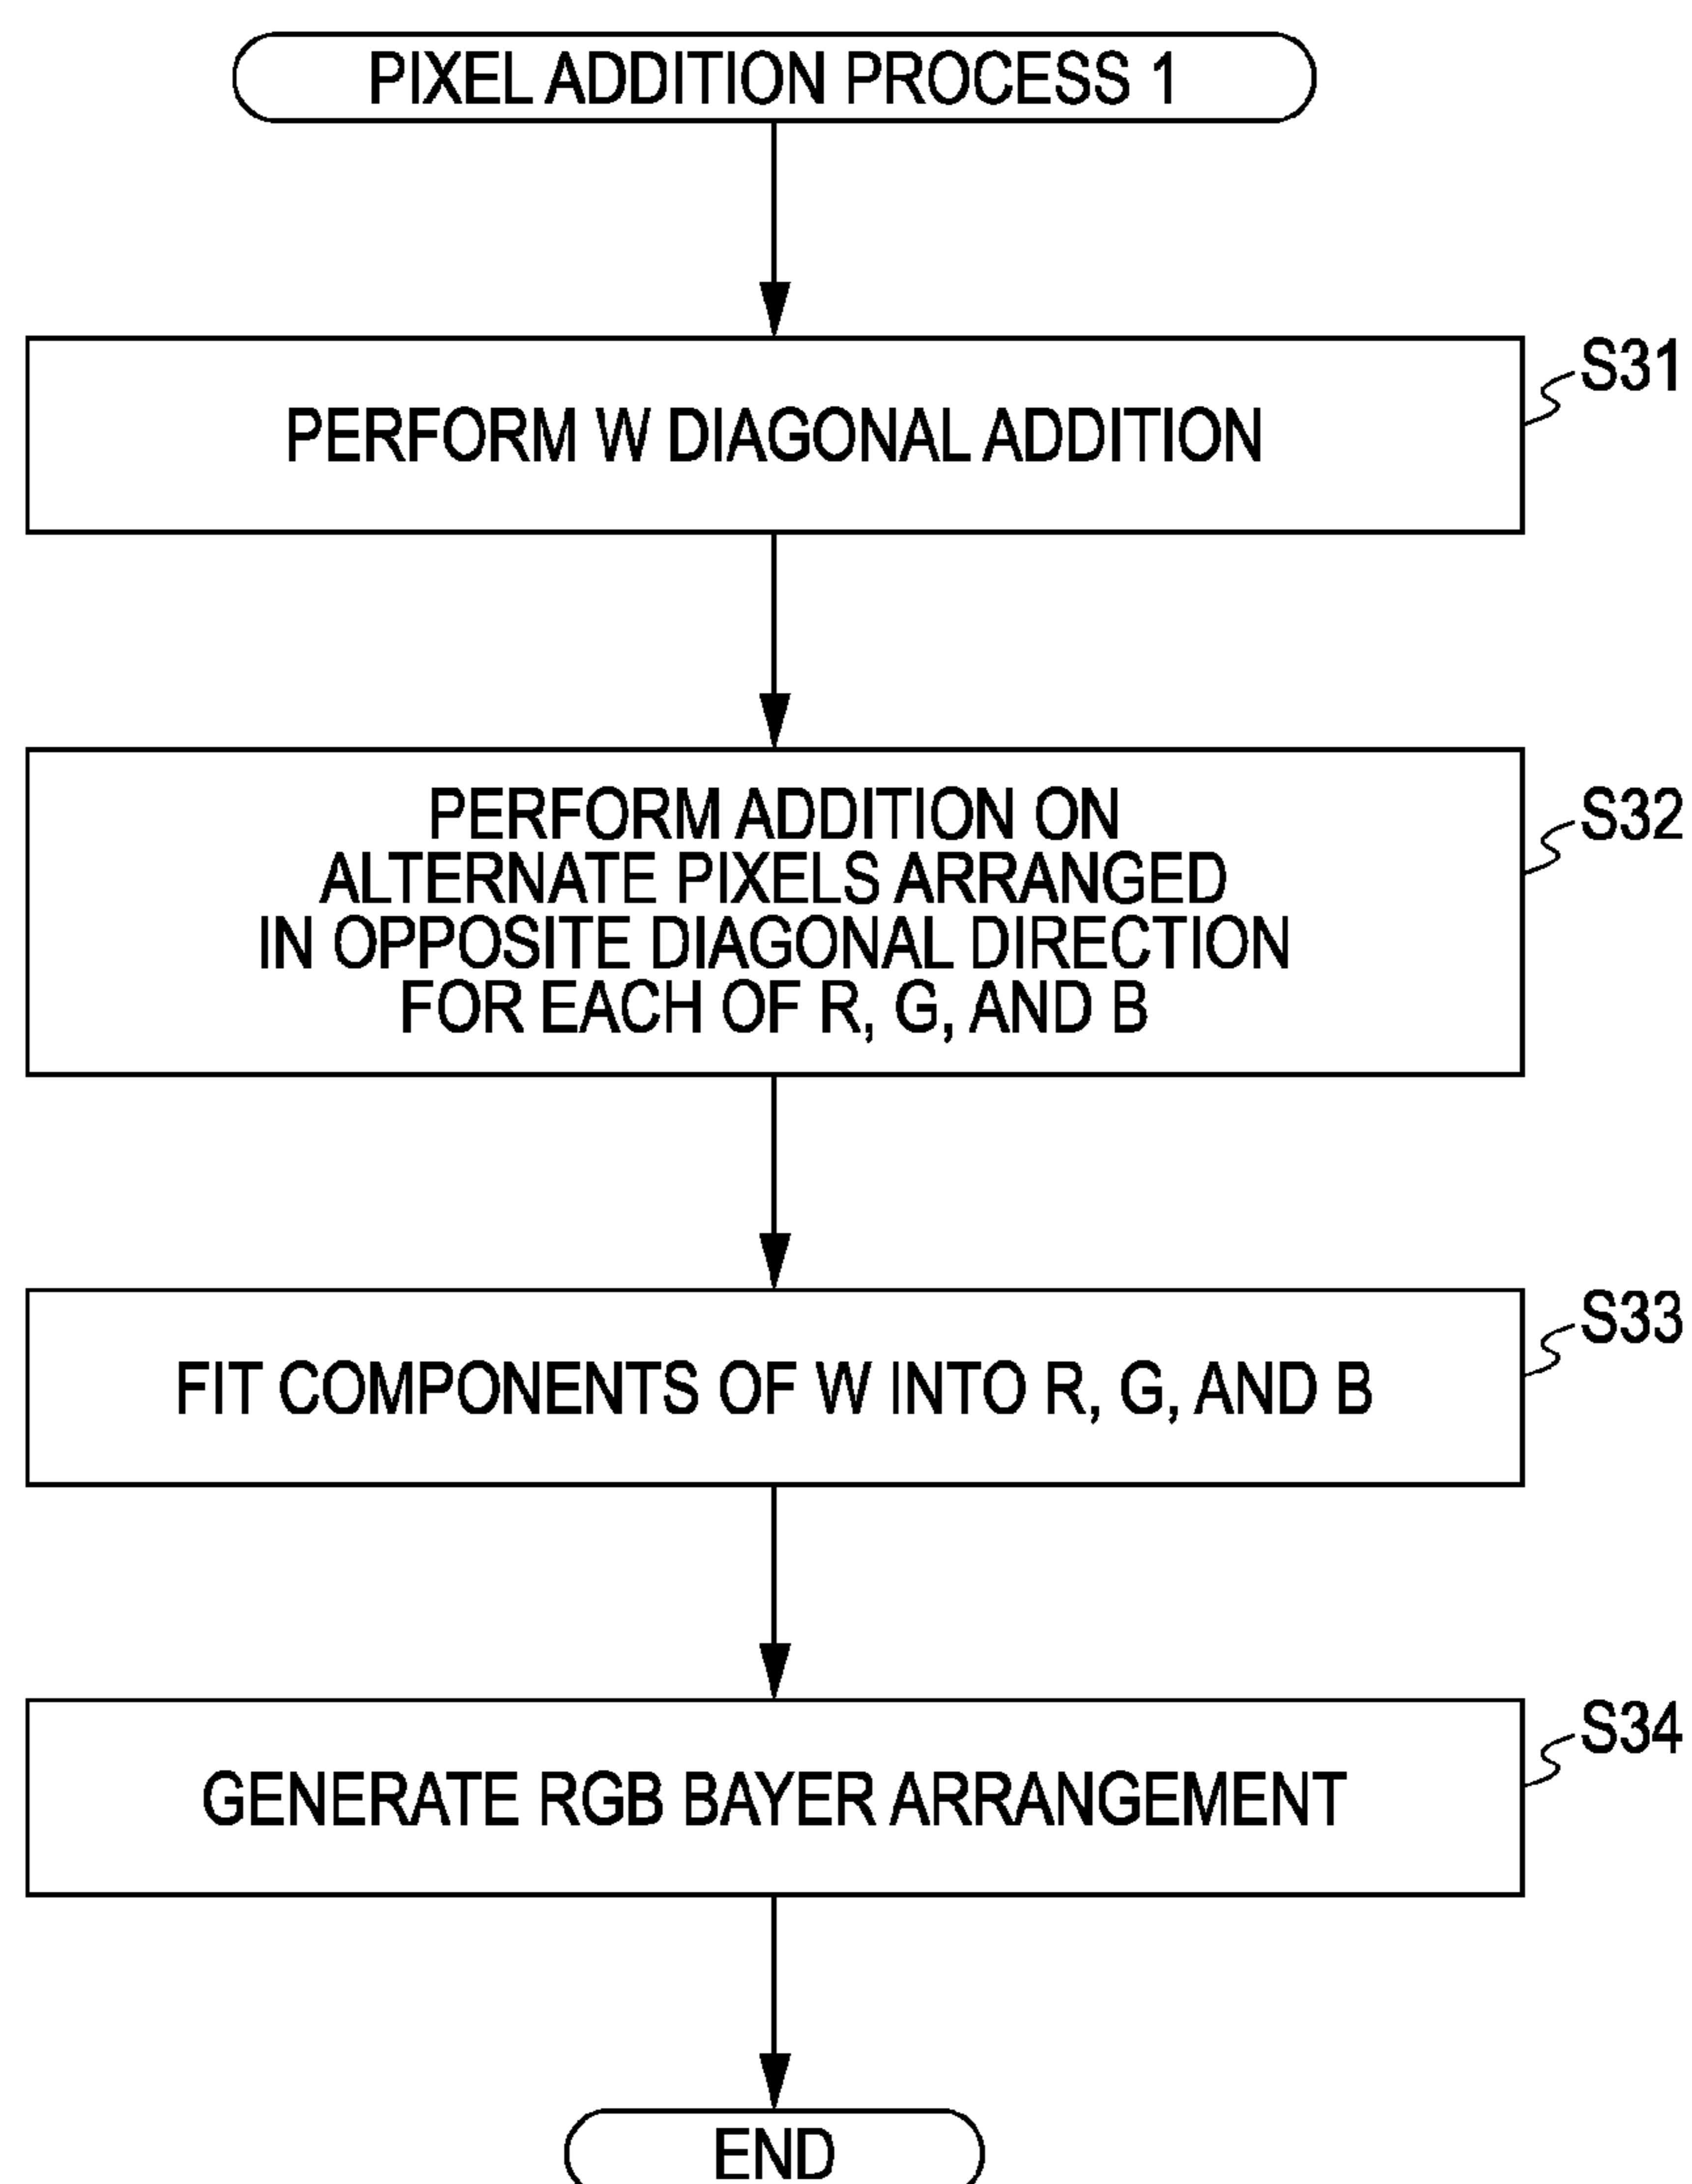 PIXEL ADDITION PROCESS 1
S31
PERFORM W DIAGONAL ADDITION
S32
PERFORM ADDITION ON
ALTERNATE PIXELS ARRANGED
IN OPPOSITE DIAGONAL DIRECTION
FOR EACH OF R, G, AND B
S33
FIT COMPONENTS OF W INTO R, G, AND B
S34
GENERATE RGB BAYER ARRANGEMENT
END